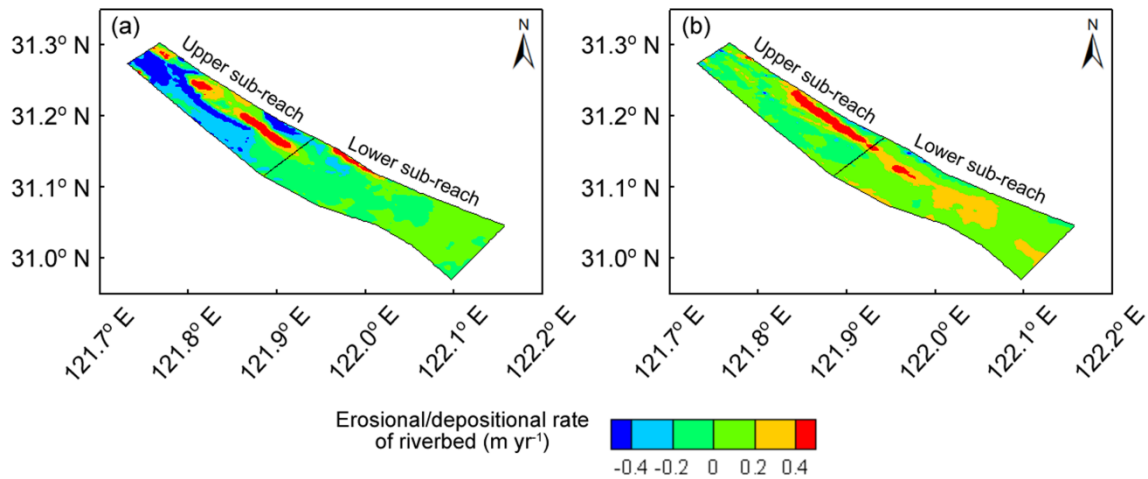 (a)
N
31.3° N
31.2° N
31.1° N
31.0° N
Upper sub-reach
Lower sub-reach
121.7° E
121.8° E
121.9° E
122.0° E
122.1° E
122.2° E
(b)
N
31.3° N
31.2° N
31.1° N
31.0° N
Upper sub-reach
Lower sub-reach
121.7° E
121.8° E
121.9° E
122.0° E
122.1° E
122.2° E
Erosional/depositional rate
of riverbed (m yr⁻¹)
-0.4 -0.2 0 0.2 0.4